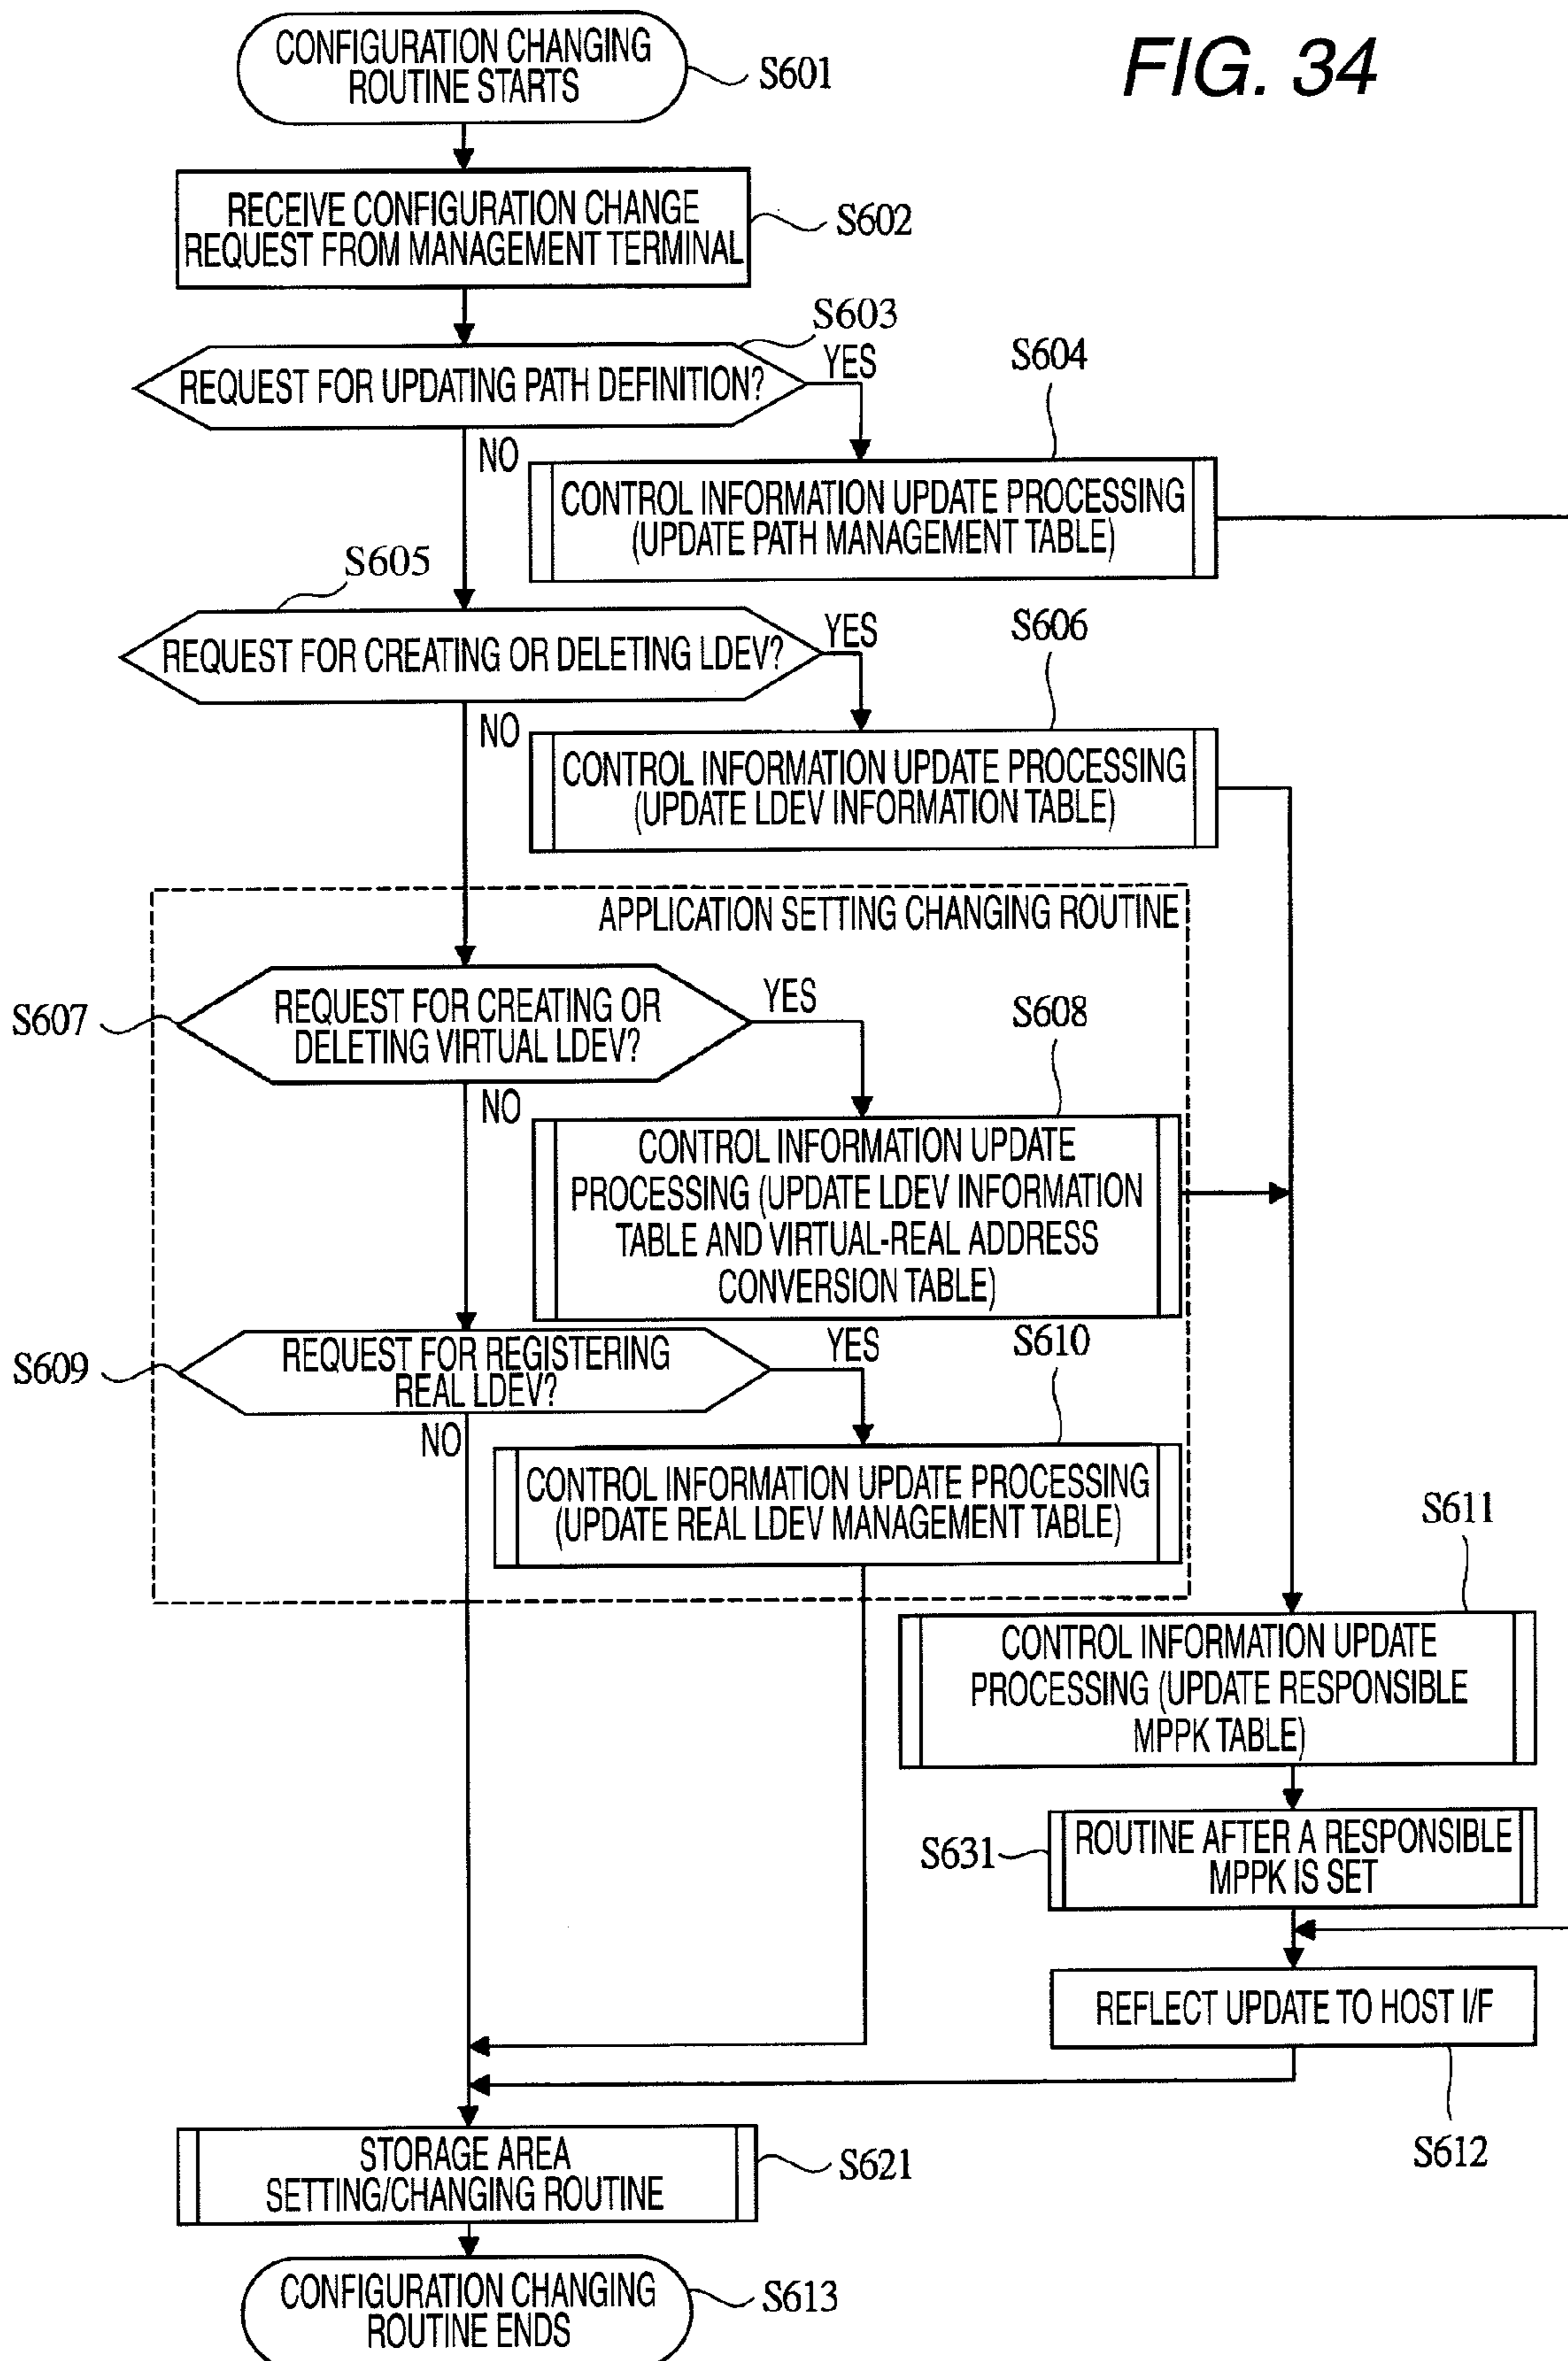 FIG. 34
CONFIGURATION CHANGING
ROUTINE STARTS
S601
RECEIVE CONFIGURATION CHANGE
REQUEST FROM MANAGEMENT TERMINAL
S602
S603
REQUEST FOR UPDATING PATH DEFINITION?
YES
NO
S604
CONTROL INFORMATION UPDATE PROCESSING
(UPDATE PATH MANAGEMENT TABLE)
S605
REQUEST FOR CREATING OR DELETING LDEV?
YES
NO
S606
CONTROL INFORMATION UPDATE PROCESSING
(UPDATE LDEV INFORMATION TABLE)
APPLICATION SETTING CHANGING ROUTINE
S607
REQUEST FOR CREATING OR
DELETING VIRTUAL LDEV?
YES
NO
S608
CONTROL INFORMATION UPDATE
PROCESSING (UPDATE LDEV INFORMATION
TABLE AND VIRTUAL-REAL ADDRESS
CONVERSION TABLE)
S609
REQUEST FOR REGISTERING
REAL LDEV?
YES
NO
S610
CONTROL INFORMATION UPDATE PROCESSING
(UPDATE REAL LDEV MANAGEMENT TABLE)
S611
CONTROL INFORMATION UPDATE
PROCESSING (UPDATE RESPONSIBLE
MPPK TABLE)
S631
ROUTINE AFTER A RESPONSIBLE
MPPK IS SET
REFLECT UPDATE TO HOST I/F
S612
STORAGE AREA
SETTING/CHANGING ROUTINE
S621
CONFIGURATION CHANGING
ROUTINE ENDS
S613